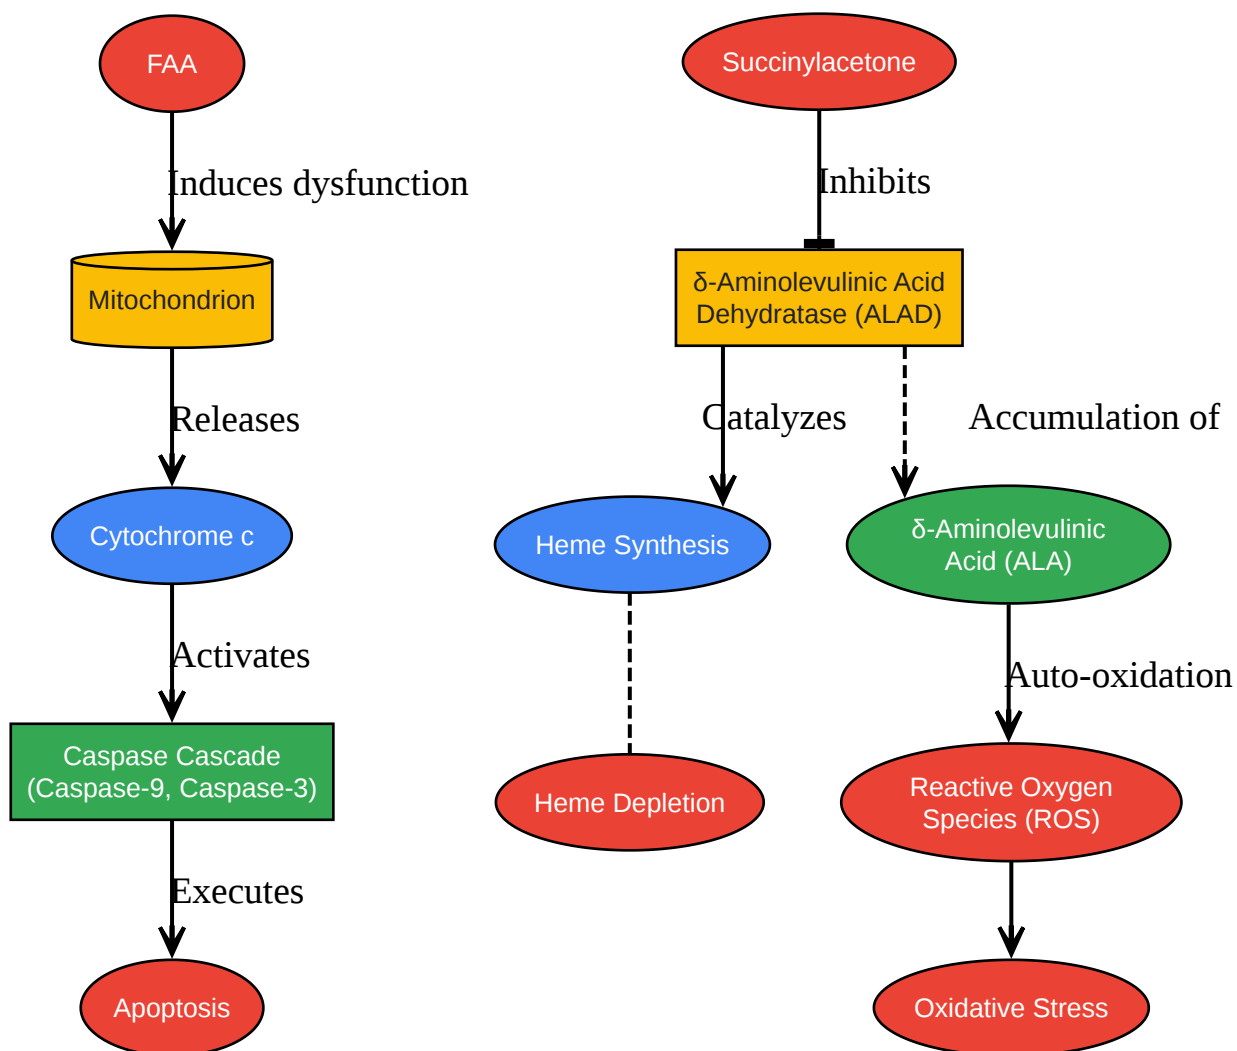 FAA
Induces dysfunction
Mitochondrion
Releases
Cytochrome c
Activates
Caspase Cascade
(Caspase-9, Caspase-3)
Executes
Apoptosis
Succinylacetone
Inhibits
δ-Aminolevulinic Acid
Dehydratase (ALAD)
Catalyzes
Accumulation of
Heme Synthesis
δ-Aminolevulinic
Acid (ALA)
Auto-oxidation
Heme Depletion
Reactive Oxygen
Species (ROS)
Oxidative Stress